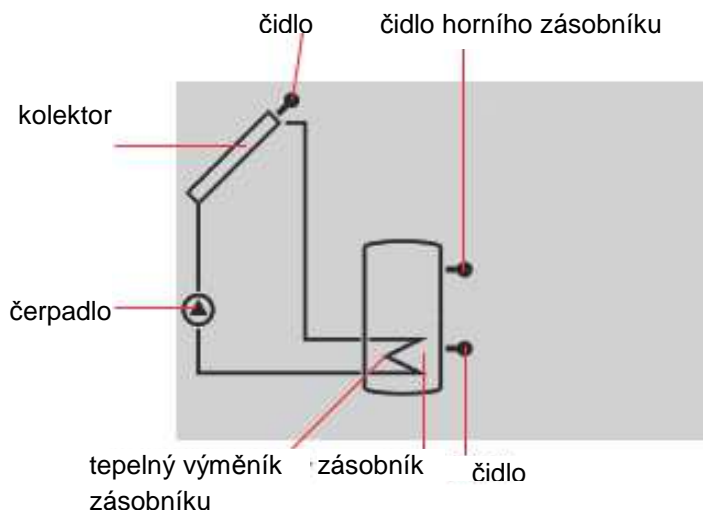 čidlo
čidlo horního zásobníku
kolektor
čerpadlo
tepelný výměník
zásobníku
zásobník
čidlo